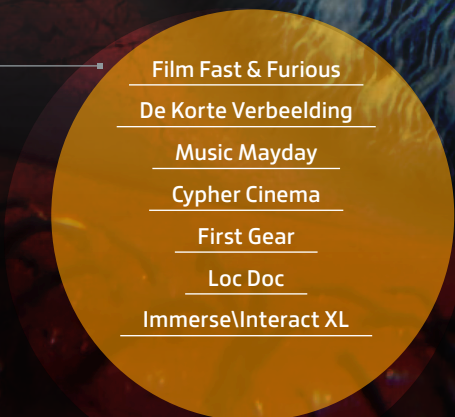 Film Fast & Furious
De Korte Verbeelding
Music Mayday
Cypher Cinema
First Gear
Loc Doc
Immerse\Interact XL